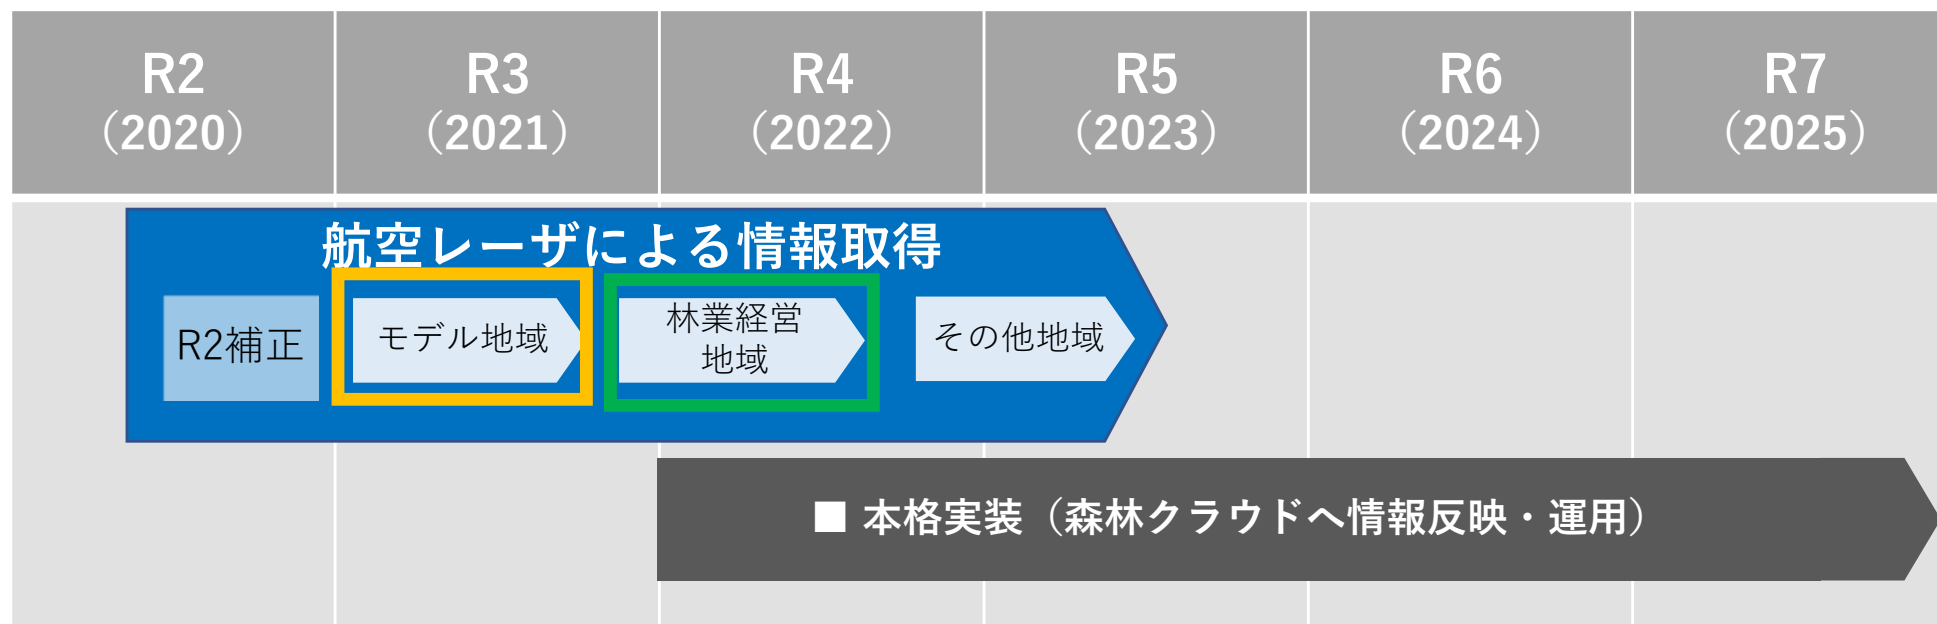 R2
（2020）
R3
（2021）
R4
（2022）
R5
（2023）
R6
（2024）
R7
（2025）
航空レーザによる情報取得
R2補正
モデル地域
林業経営
地域
その他地域
■ 本格実装（森林クラウドへ情報反映・運用）